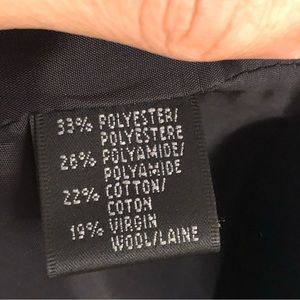 33% POLYESTER/
POLYESTERE
26% POLYAMIDE/
POLYAMIDE
22% COTTON/
COTON
19% VIRGIN
WOOL/LAINE